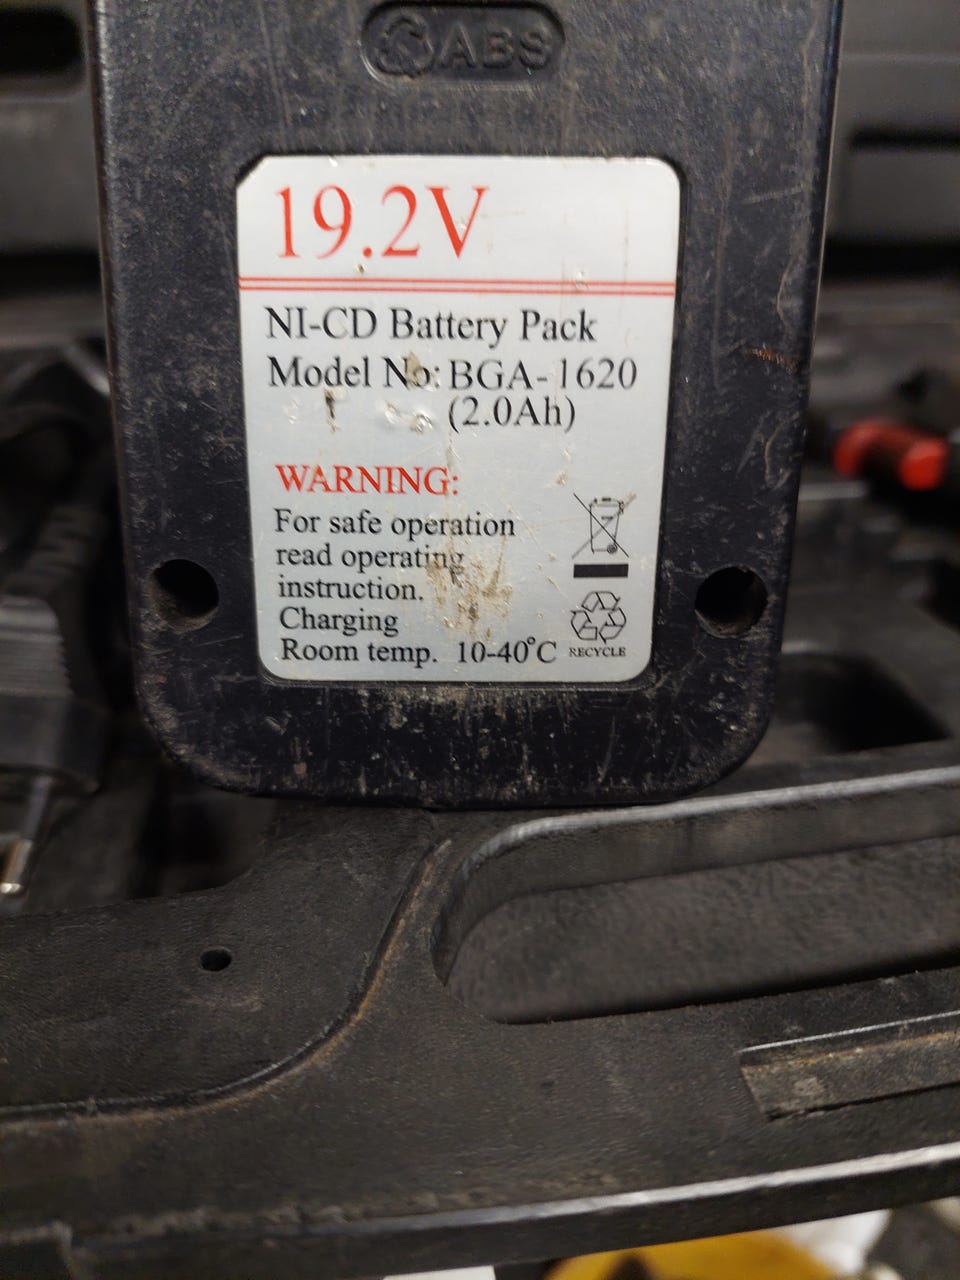 ABS
19.2V
NI-CD Battery Pack
Model No: BGA-1620
(2.0Ah)
WARNING:
For safe operation
read operating
instruction.
Charging
Room temp. 10-40°C
RECYCLE